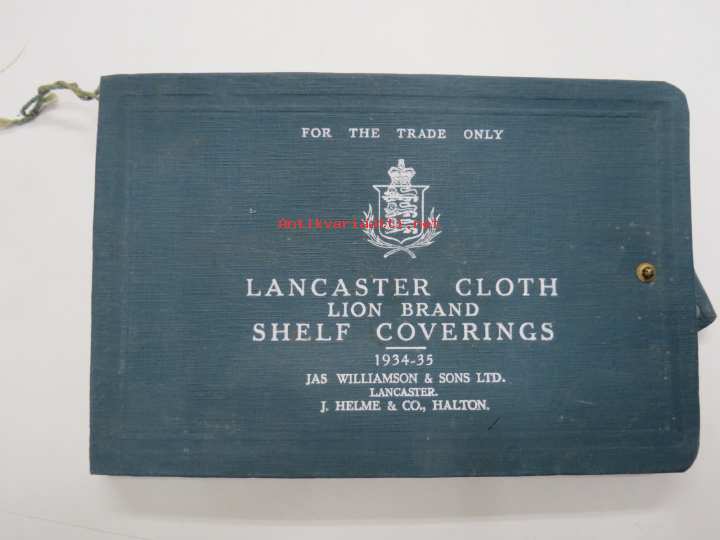 FOR THE TRADE ONLY
Antikvariaatti.net
LANCASTER CLOTH
LION BRAND
SHELF COVERINGS
1934-35
JAS WILLIAMSON & SONS LTD.
LANCASTER.
J. HELME & CO., HALTON.